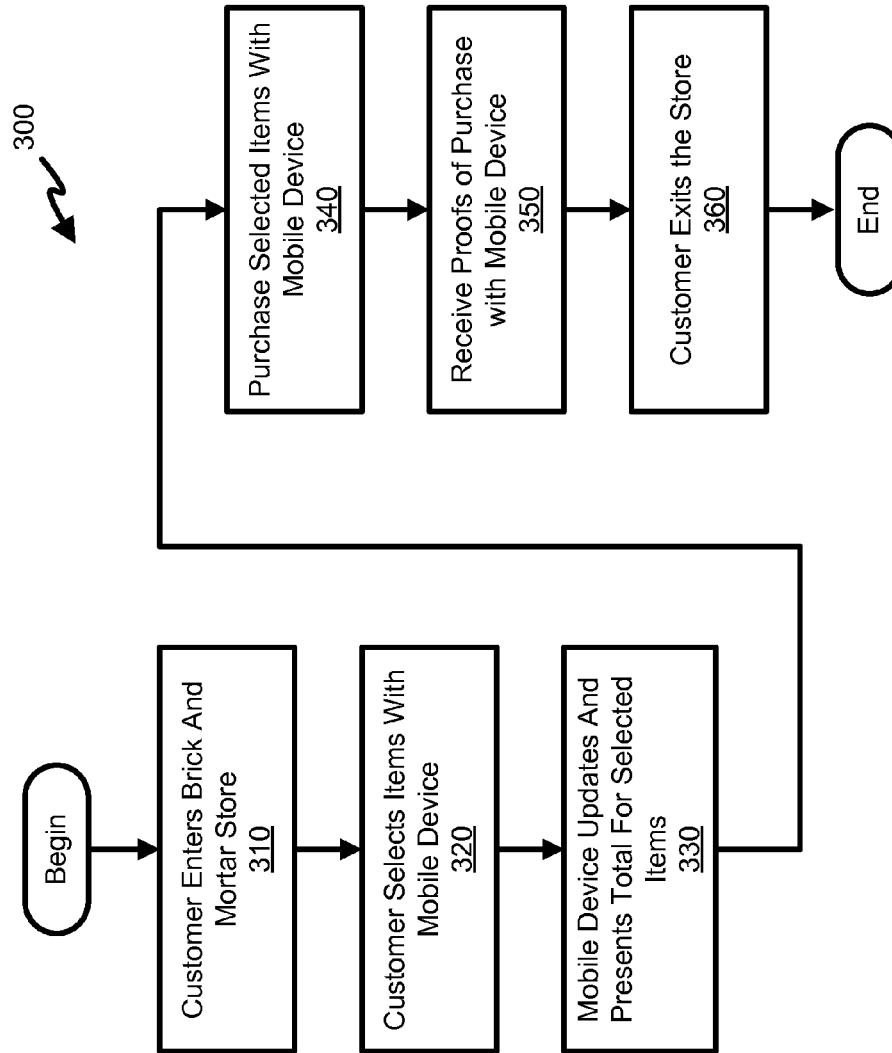 300
Begin
Customer Enters Brick And
Mortar Store
310
Customer Selects Items With
Mobile Device
320
Mobile Device Updates And
Presents Total For Selected
Items
330
Purchase Selected Items With
Mobile Device
340
Receive Proofs of Purchase
with Mobile Device
350
Customer Exits the Store
360
End